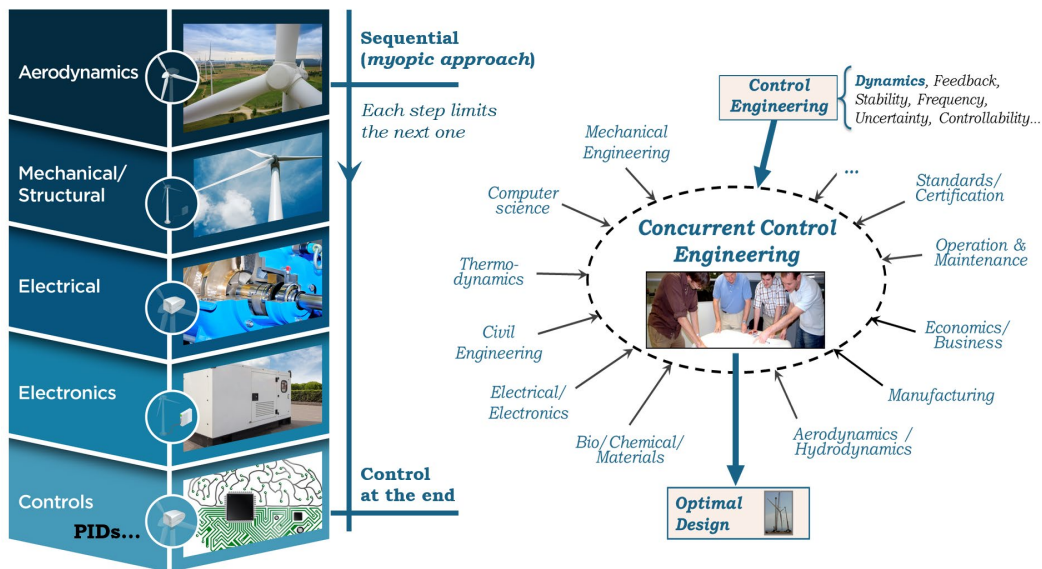 Aerodynamics
Mechanical/
Structural
Electrical
Electronics
Controls
PIDs...
Sequential
(myopic approach)
Each step limits
the next one
Control
at the end
Control
Engineering
Dynamics, Feedback,
Stability, Frequency,
Uncertainty, Controllability...
Mechanical
Engineering
Computer
science
Thermo-
dynamics
Civil
Engineering
Electrical/
Electronics
Bio/Chemical/
Materials
Aerodynamics /
Hydrodynamics
Manufacturing
Economics/
Business
Operation &
Maintenance
Standards/
Certification
...
Concurrent Control
Engineering
Optimal
Design